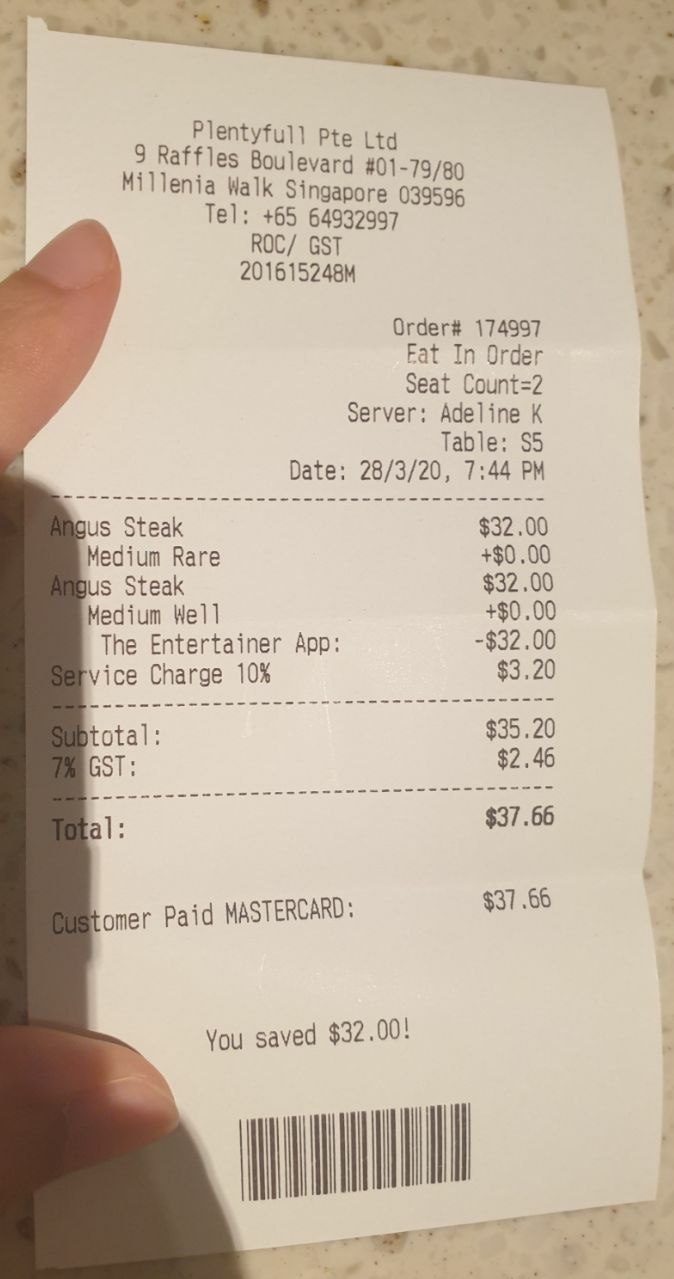 Plentyfull Pte Ltd
9 Raffles Boulevard #01-79/80
Millenia Walk Singapore 039596
Tel: +65 64932997
ROC/ GST
201615248M
Order# 174997
Eat In Order
Seat Count=2
Server: Adeline K
Table: S5
Date: 28/3/20, 7:44 PM
Angus Steak $32.00
Medium Rare +$0.00
Angus Steak $32.00
Medium Well +$0.00
The Entertainer App: -$32.00
Service Charge 10% $3.20
Subtotal: $35.20
7% GST: $2.46
Total: $37.66
Customer Paid MASTERCARD: $37.66
You saved $32.00!